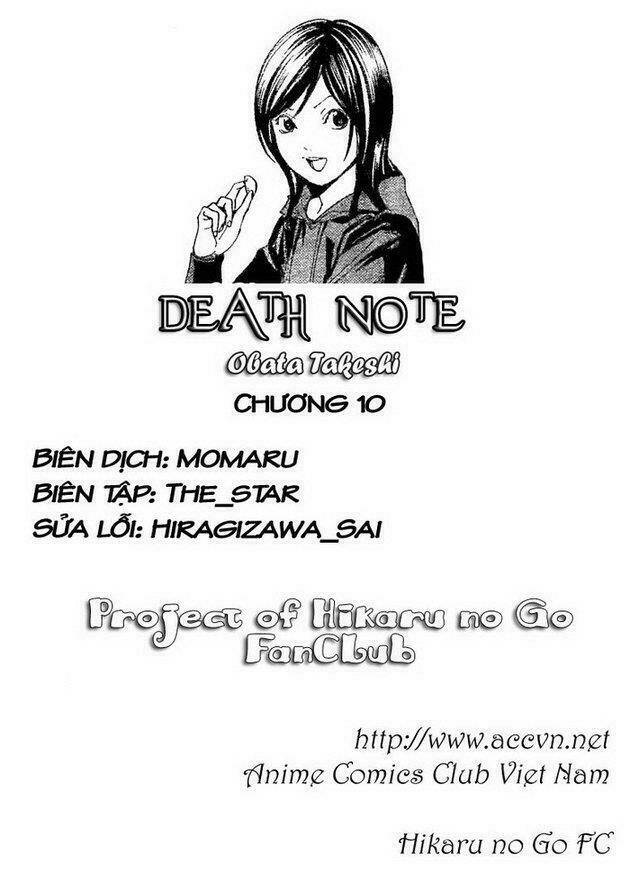 DEATH NOTE
Obata Takeshi
CHƯƠNG 10
BIÊN DỊCH: MOMARU
BIÊN TẬP: THE_STAR
SỬA LỖI: HIRAGIZAWA_SAI
Project of Hikaru no Go
FanClub
http://www.accvn.net
Anime Comics Club Việt Nam
Hikaru no Go FC